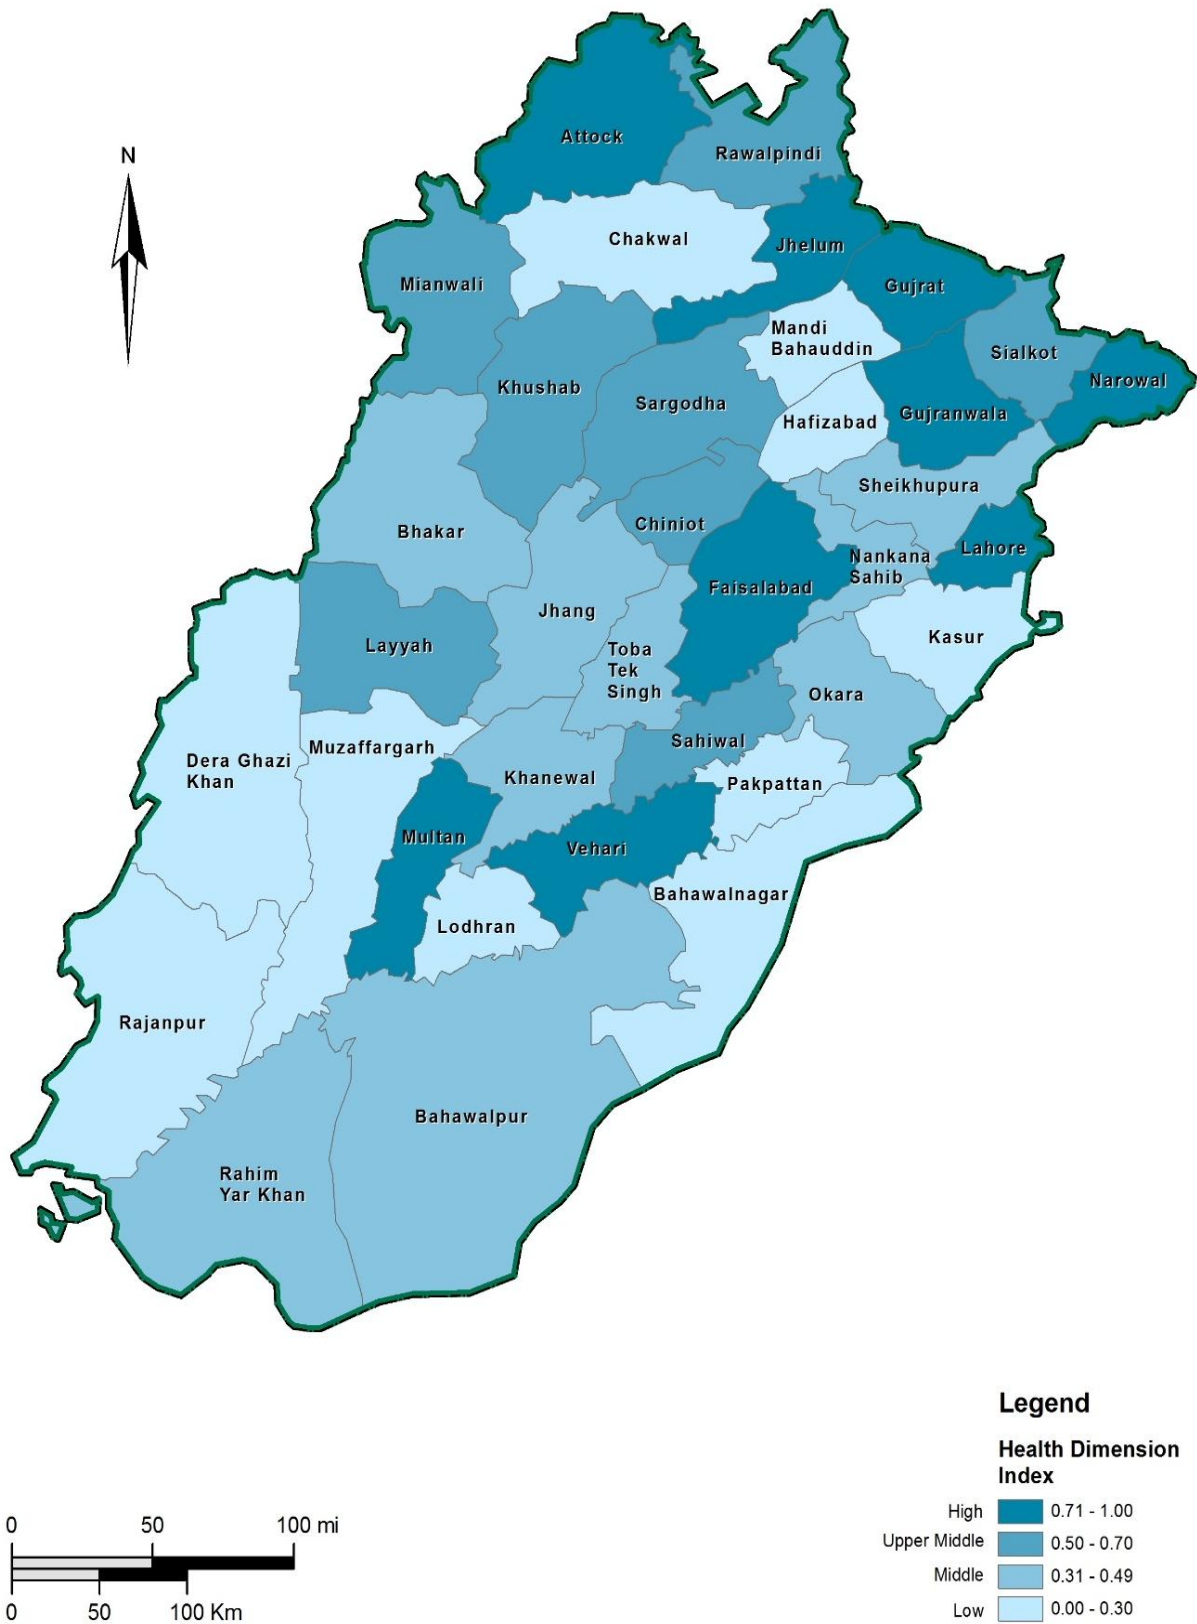 N
Attock
Rawalpindi
Chakwal
Jhelum
Mianwali
Gujrat
Mandi
Bahauddin
Sialkot
Narowal
Khushab
Sargodha
Hafizabad
Gujranwala
Sheikhupura
Bhakar
Chiniot
Nankana
Sahib
Lahore
Faisalabad
Jhang
Layyah
Toba
Tek
Singh
Kasur
Okara
Dera Ghazi
Khan
Muzaffargarh
Sahiwal
Khanewal
Pakpattan
Multan
Vehari
Bahawalnagar
Lodhran
Rajanpur
Bahawalpur
Rahim
Yar Khan
Legend
Health Dimension
Index
High 0.71 - 1.00
Upper Middle 0.50 - 0.70
Middle 0.31 - 0.49
Low 0.00 - 0.30
0 50 100 mi
0 50 100 Km